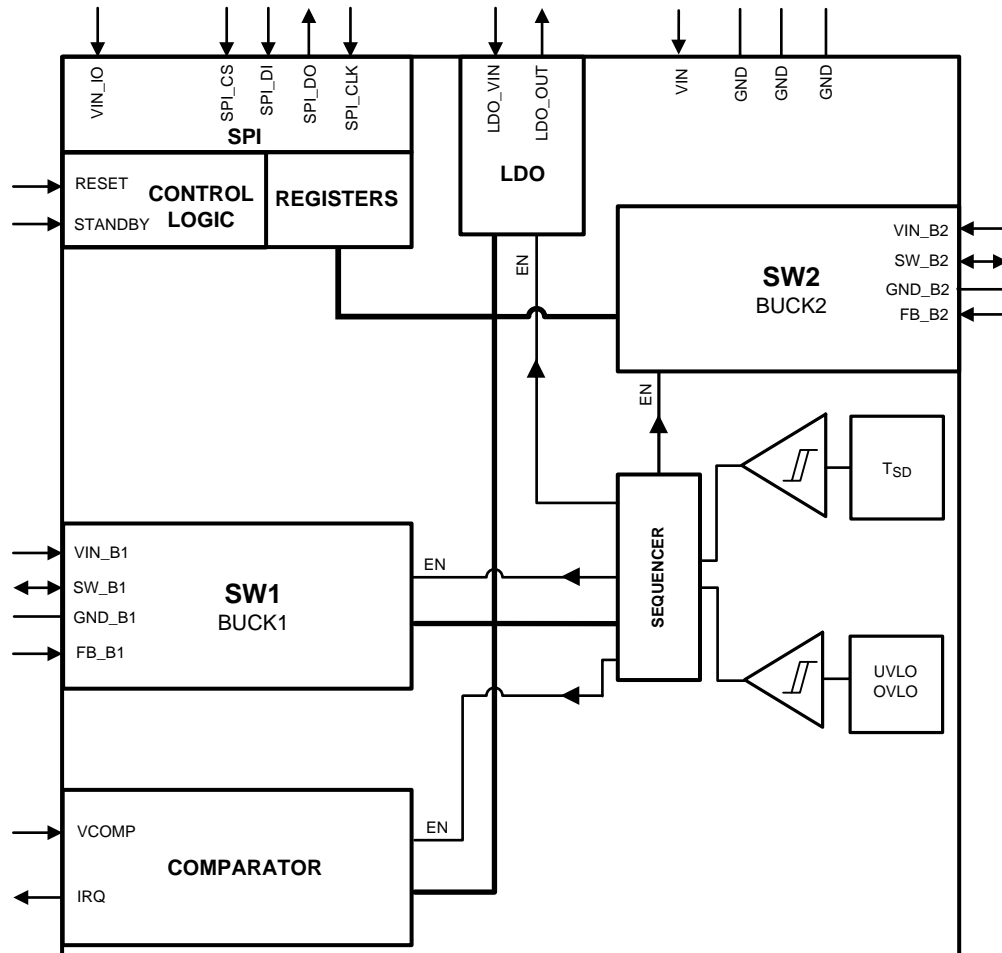 VIN_IO
SPI_CS
SPI_DI
SPI_DO
SPI_CLK
SPI
LDO_VIN
LDO_OUT
LDO
VIN
GND
GND
GND
RESET
STANDBY
CONTROL
LOGIC
REGISTERS
EN
SW2
BUCK2
VIN_B2
SW_B2
GND_B2
FB_B2
EN
TSD
SEQUENCER
VIN_B1
SW_B1
GND_B1
FB_B1
SW1
BUCK1
EN
UVLO
OVLO
VCOMP
IRQ
COMPARATOR
EN